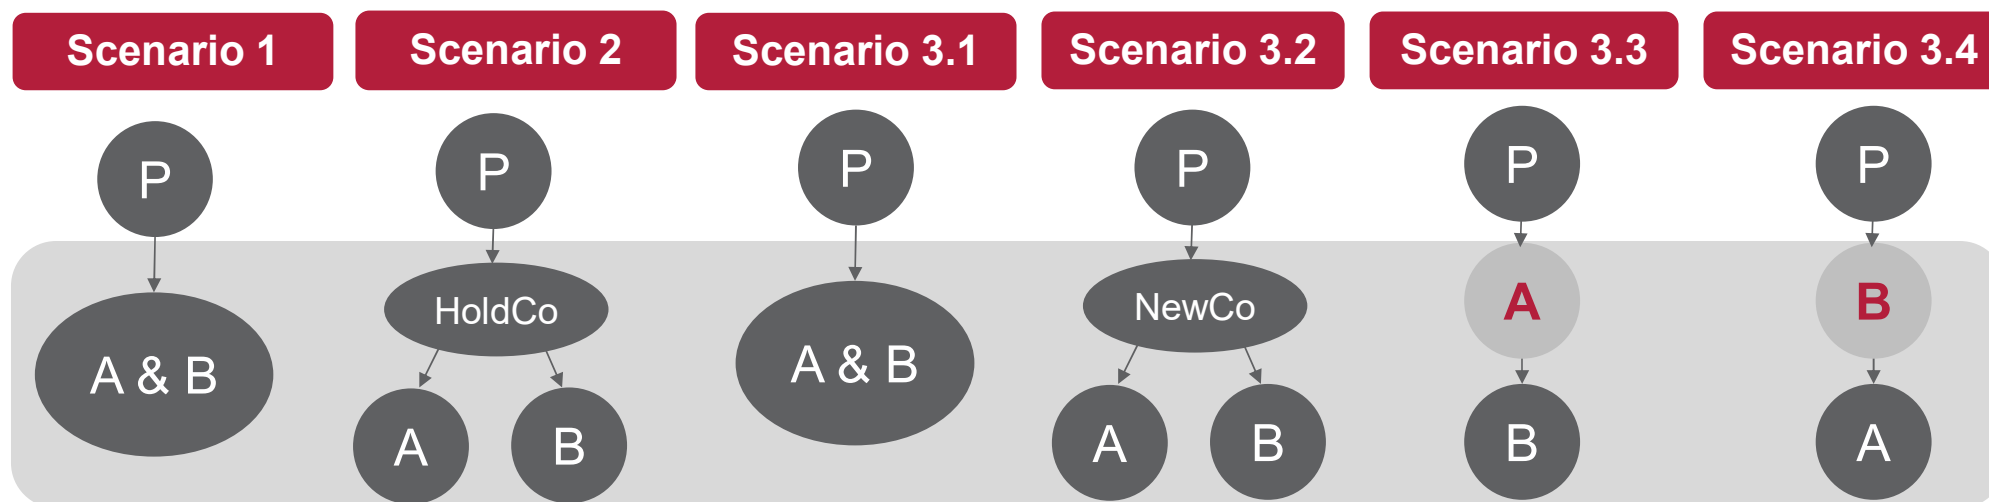 Scenario 1
Scenario 2
Scenario 3.1
Scenario 3.2
Scenario 3.3
Scenario 3.4
P
P
P
P
P
P
A & B
HoldCo
A
B
A & B
NewCo
A
B
A
B
B
A